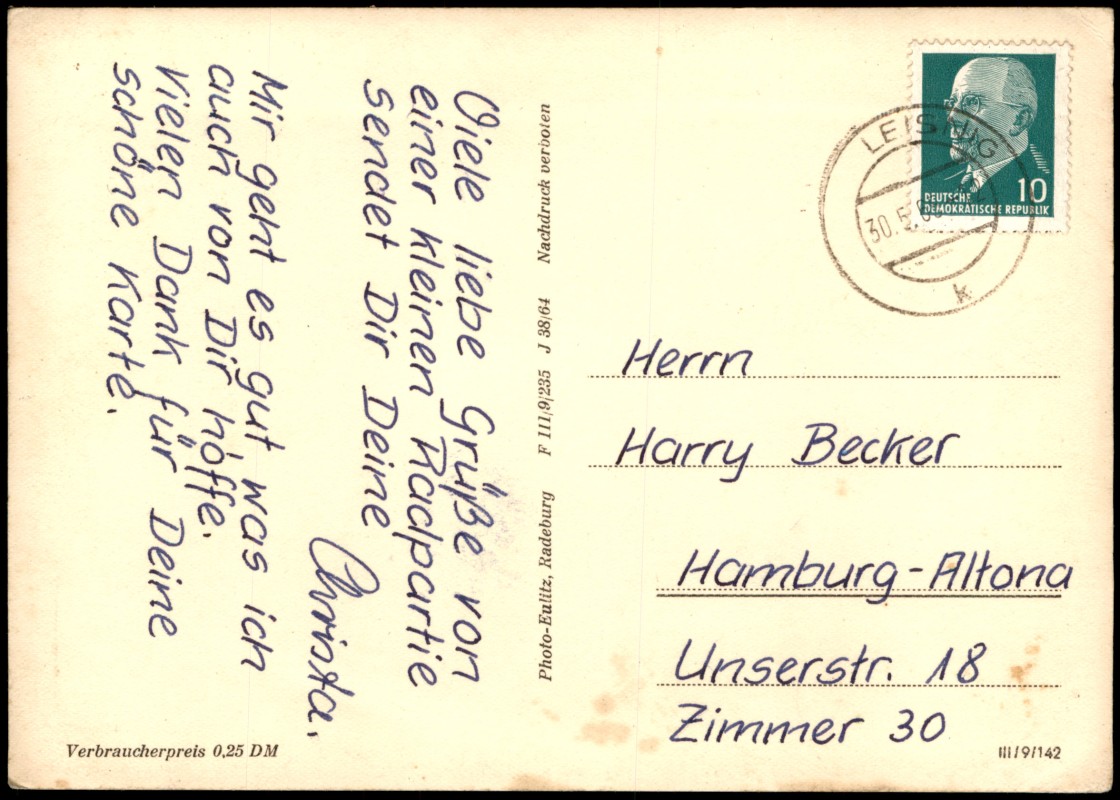 Viele liebe Grüße von
einer kleinen Radpartie
sendet Dir Deine
Christa.
Mir geht es gut was ich
auch von Dir hoffe.
Vielen Dank für Deine
schöne Karte.
Verbraucherpreis 0,25 DM
Photo-Eulitz, Radeburg F III/9/235 J 38/64 Nachdruck verboten
LEISNIG
30.5.
k
10
DEUTSCHE
DEMOKRATISCHE REPUBLIK
Herrn
Harry Becker
Hamburg-Altona
Unserstr. 18
Zimmer 30
III/9/142